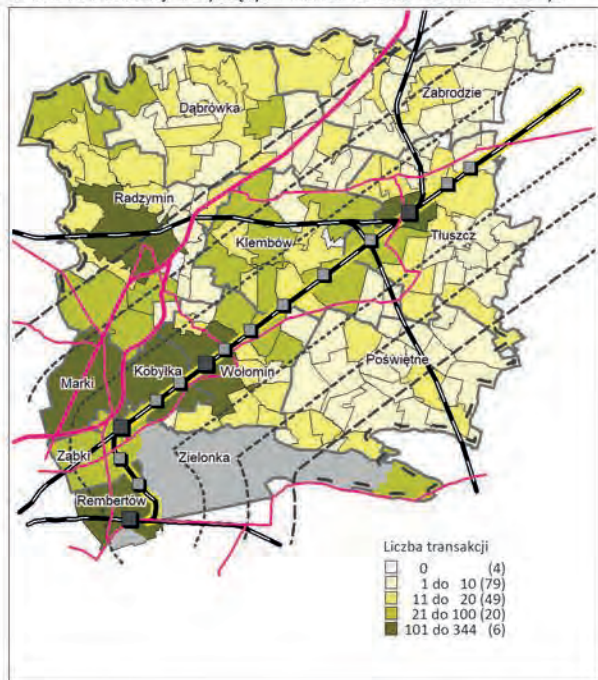 Dąbrówka
Zabrodzie
Radzymin
Klembów
Tłuszcz
Kobyłka
Wołomin
Poświętne
Marki
Ząbki
Zielonka
Rembertów
Liczba transakcji
0 (4)
1 do 10 (79)
11 do 20 (49)
21 do 100 (20)
101 do 344 (6)